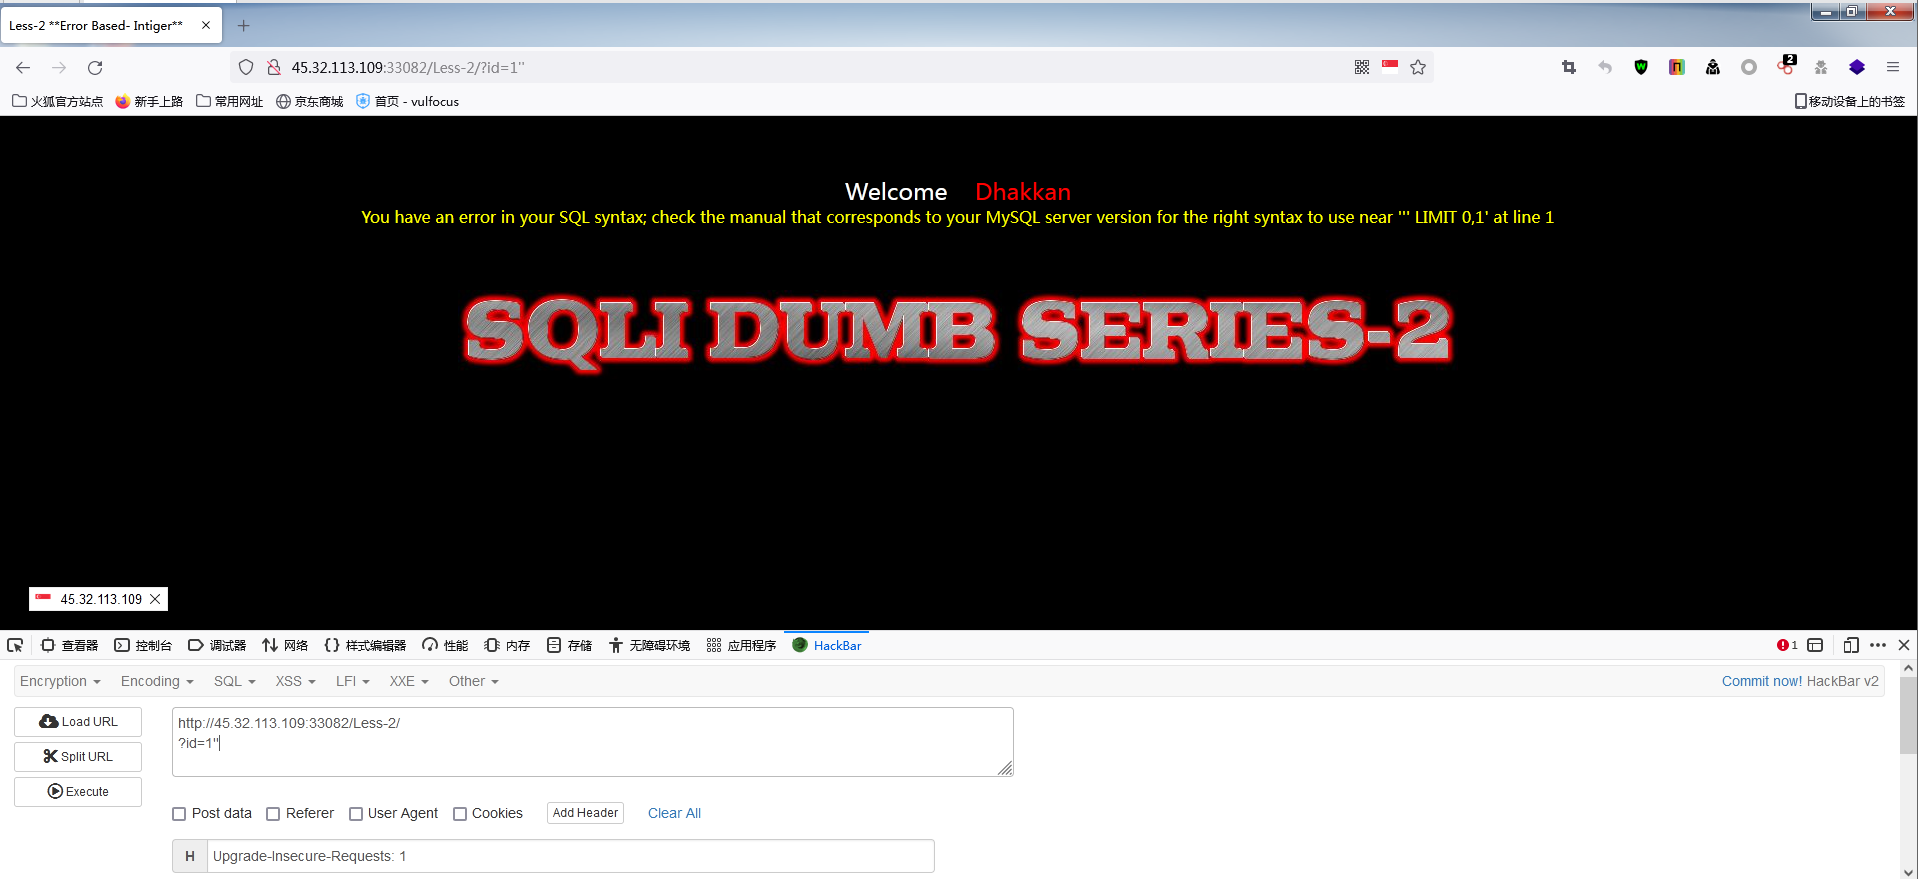 Less-2 **Error Based- Intiger**
45.32.113.109:33082/Less-2/?id=1''
2
火狐官方站点 新手上路 常用网址 京东商城 首页 - vulfocus 移动设备上的书签
Welcome Dhakkan
You have an error in your SQL syntax; check the manual that corresponds to your MySQL server version for the right syntax to use near ''' LIMIT 0,1' at line 1
SQLI DUMB SERIES-2
45.32.113.109
查看器 控制台 调试器 网络 样式编辑器 性能 内存 存储 无障碍环境 应用程序 HackBar 1
Encryption Encoding SQL XSS LFI XXE Other Commit now! HackBar v2
Load URL
Split URL
Execute
http://45.32.113.109:33082/Less-2/
?id=1''
Post data Referer User Agent Cookies Add Header Clear All
H Upgrade-Insecure-Requests: 1